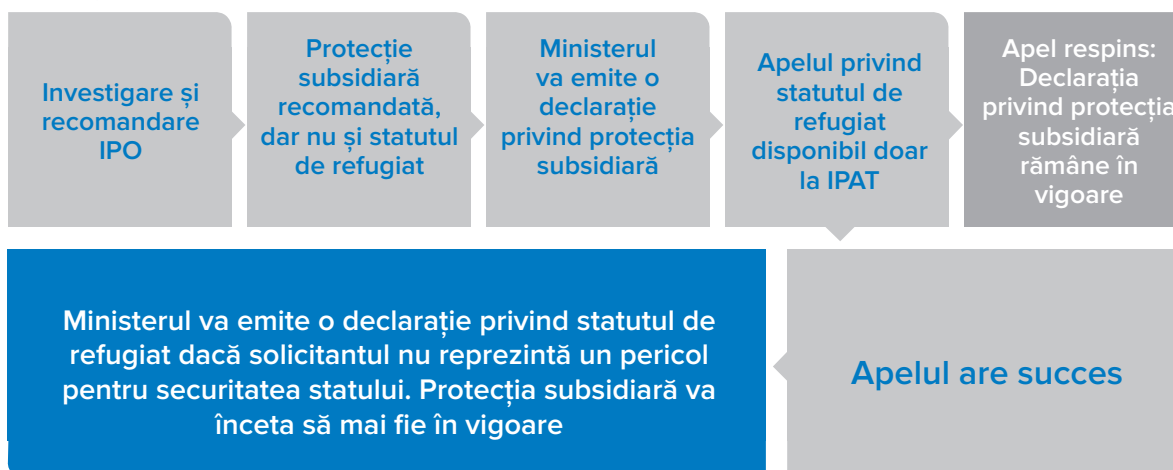 Investigare și
recomandare
IPO
Protecție
subsidiară
recomandată,
dar nu și statutul
de refugiat
Ministerul
va emite o
declarație
privind protecția
subsidiară
Apelul privind
statutul de
refugiat
disponibil doar
la IPAT
Apel respins:
Declarația
privind protecția
subsidiară
rămâne în
vigoare
Ministerul va emite o declarație privind statutul de
refugiat dacă solicitantul nu reprezintă un pericol
pentru securitatea statului. Protecția subsidiară va
înceta să mai fie în vigoare
Apelul are succes